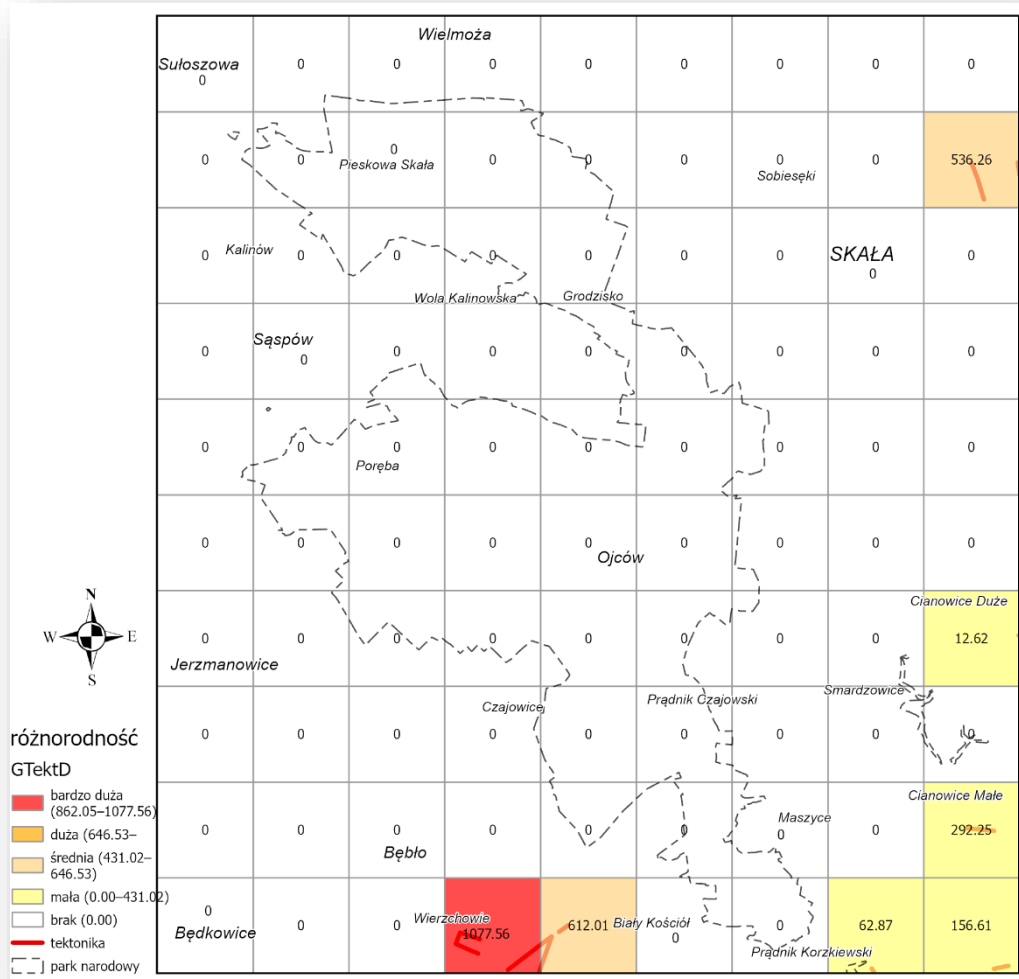 Wielmoża
Sułoszowa 0 0 0 0 0 0 0 0
0
0 0 0 0 0 0 0 0 536.26
Pieskowa Skała
Sobiesęki
Kalinów
SKAŁA
0 0 0 0 0 0 0 0
0
Wola Kalinowska Grodzisko
Sąspów
0 0 0 0 0 0 0 0
0
0 0 0 0 0 0 0 0 0
Poręba
0 0 0 0 0 0 0 0 0
Ojców
Cianowice Duże
0 0 0 0 0 0 0 0 12.62
Jerzmanowice
Smardzowice
Czajowice
Prądnik Czajowski
0 0 0 0 0 0 0 0 0
Cianowice Małe
Maszyce
0 0 0 0 0 0 0 0 292.25
Bębło
0
Wierzchowie
Biały Kościół
0 0 612.01 0 62.87 156.61
Będkowice
1077.56
0
Prądnik Korzkiewski
N
W E
S
różnorodność
GTektD
bardzo duża
(862.05–1077.56)
duża (646.53–
średnia (431.02–
646.53)
mała (0.00–431.02)
brak (0.00)
tektonika
park narodowy